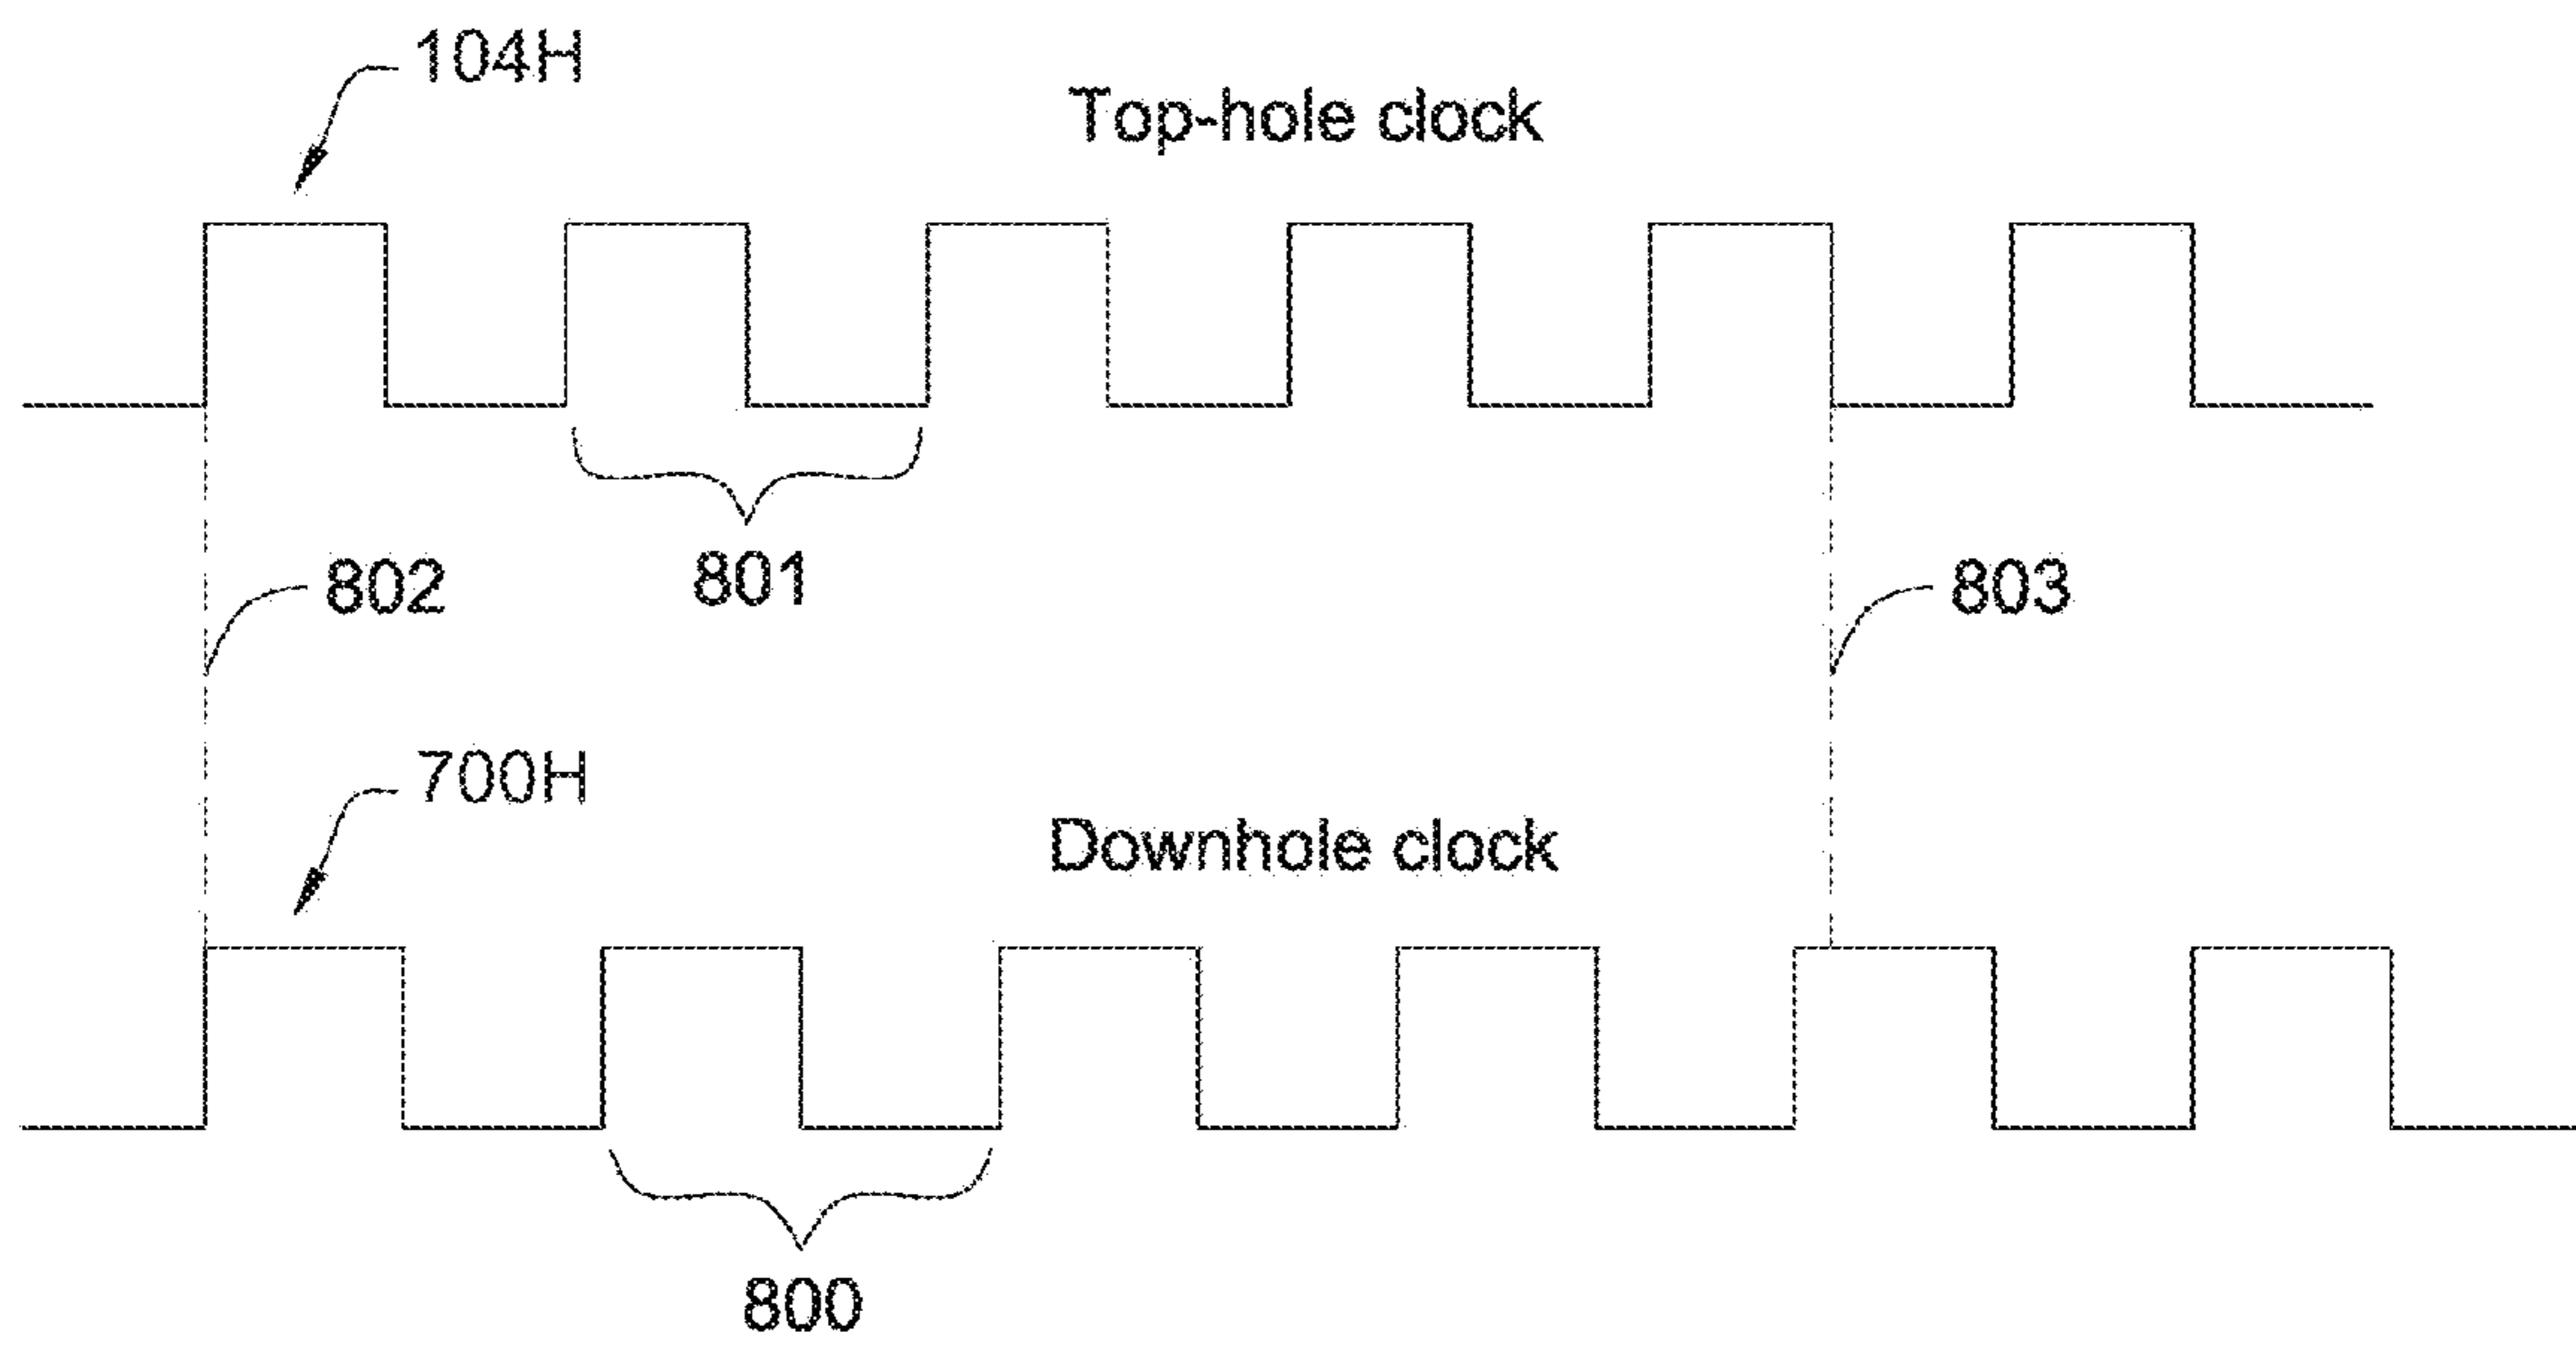 104H
Top-hole clock
801
802
803
700H
Downhole clock
800